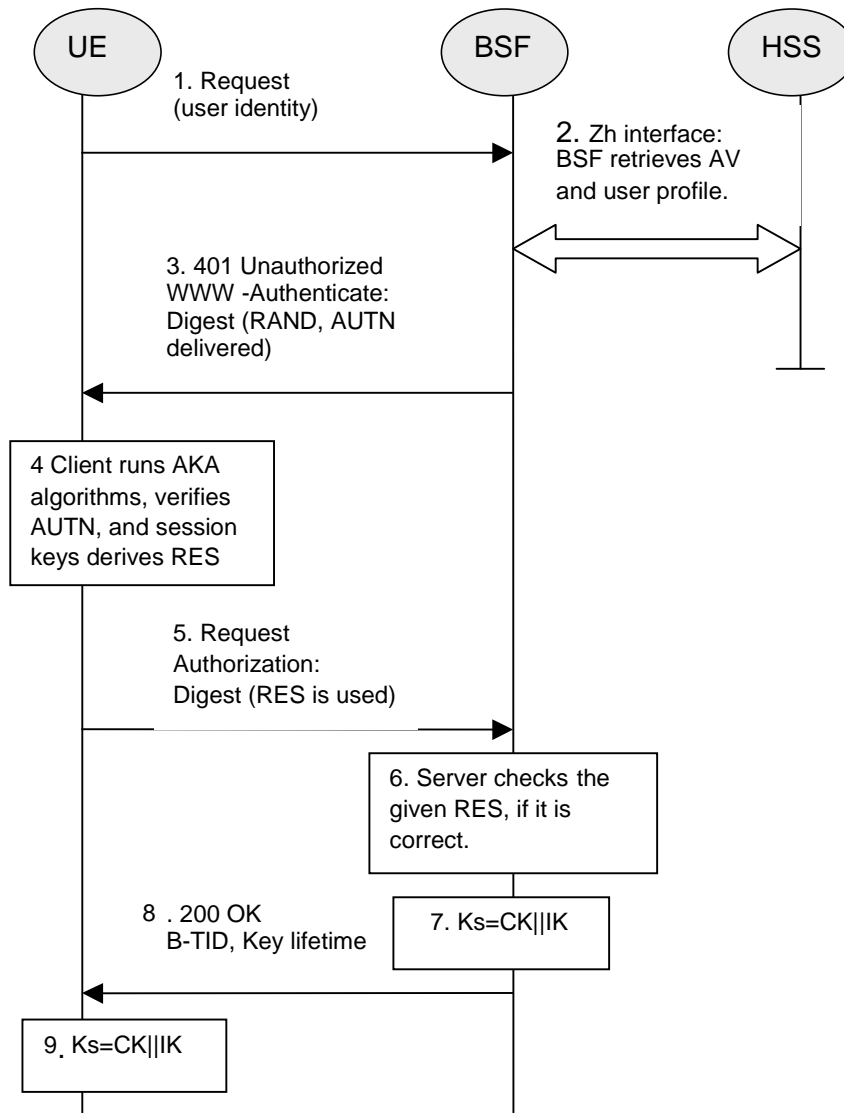 UE
BSF
HSS
1. Request
(user identity)
2. Zh interface:
BSF retrieves AV
and user profile.
3. 401 Unauthorized
WWW -Authenticate:
Digest (RAND, AUTN
delivered)
4 Client runs AKA
algorithms, verifies
AUTN, and session
keys derives RES
5. Request
Authorization:
Digest (RES is used)
6. Server checks the
given RES, if it is
correct.
7. Ks=CK||IK
8 . 200 OK
B-TID, Key lifetime
9. Ks=CK||IK